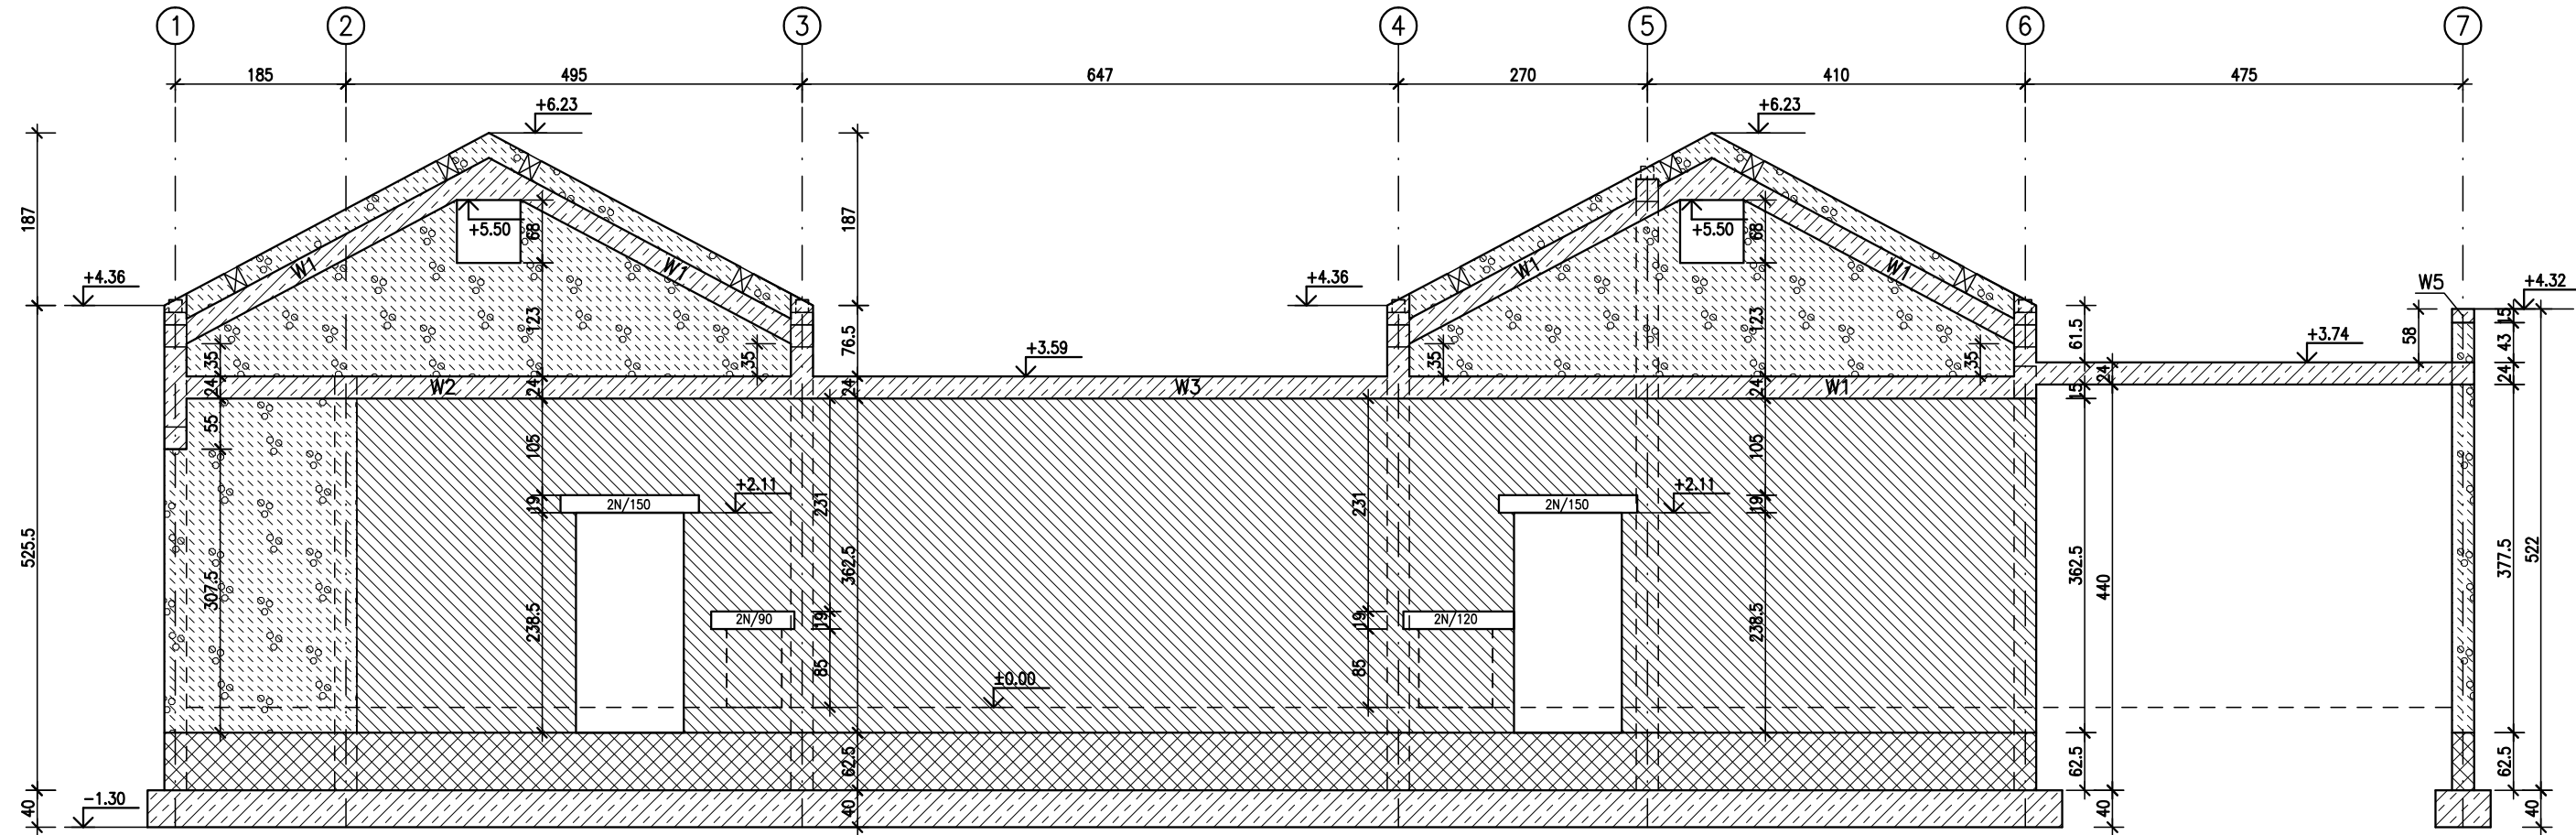 1 2 3 4 5 6 7
185 495 647 270 410 475
+6.23 +6.23
187 187
+5.50 68 +5.50 68
W1 W1 W1 W1
+4.36 +4.36 W5 +4.32
123 76.5 123 61.5 58 15 43
+3.59 +3.74
35 35 35 35
24 W2 24 24 W3 24 W1 24 24
15
55 105 105
+2.11 +2.11
19 2N/150 231 231 2N/150 19
525.5 307.5 238.5 362.5 238.5 362.5 440 377.5 522
2N/90 19 19 2N/120
85 85
±0.00
62.5 62.5 62.5
-1.30
40 40 40 40